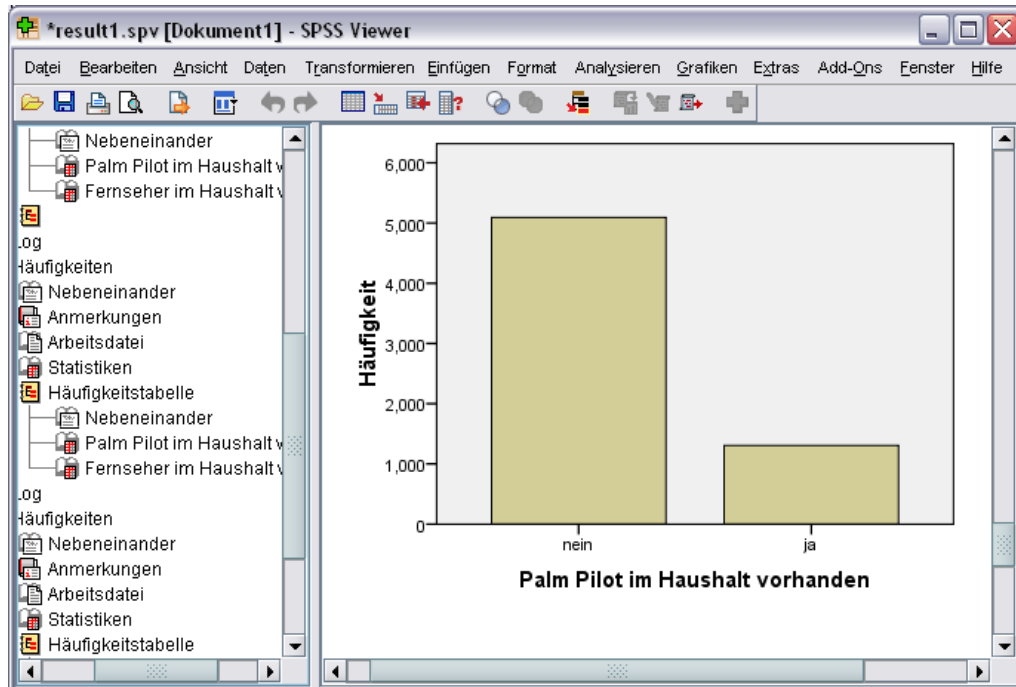 *result1.spv [Dokument1] - SPSS Viewer
Datei Bearbeiten Ansicht Daten Transformieren Einfügen Format Analysieren Grafiken Extras Add-Ons Fenster Hilfe
Nebeneinander
Palm Pilot im Haushalt v
Fernseher im Haushalt v
Log
Häufigkeiten
Nebeneinander
Anmerkungen
Arbeitsdatei
Statistiken
Häufigkeitstabelle
Nebeneinander
Palm Pilot im Haushalt v
Fernseher im Haushalt v
Log
Häufigkeiten
Nebeneinander
Anmerkungen
Arbeitsdatei
Statistiken
Häufigkeitstabelle
Häufigkeit
6,000
5,000
4,000
3,000
2,000
1,000
0
nein ja
Palm Pilot im Haushalt vorhanden